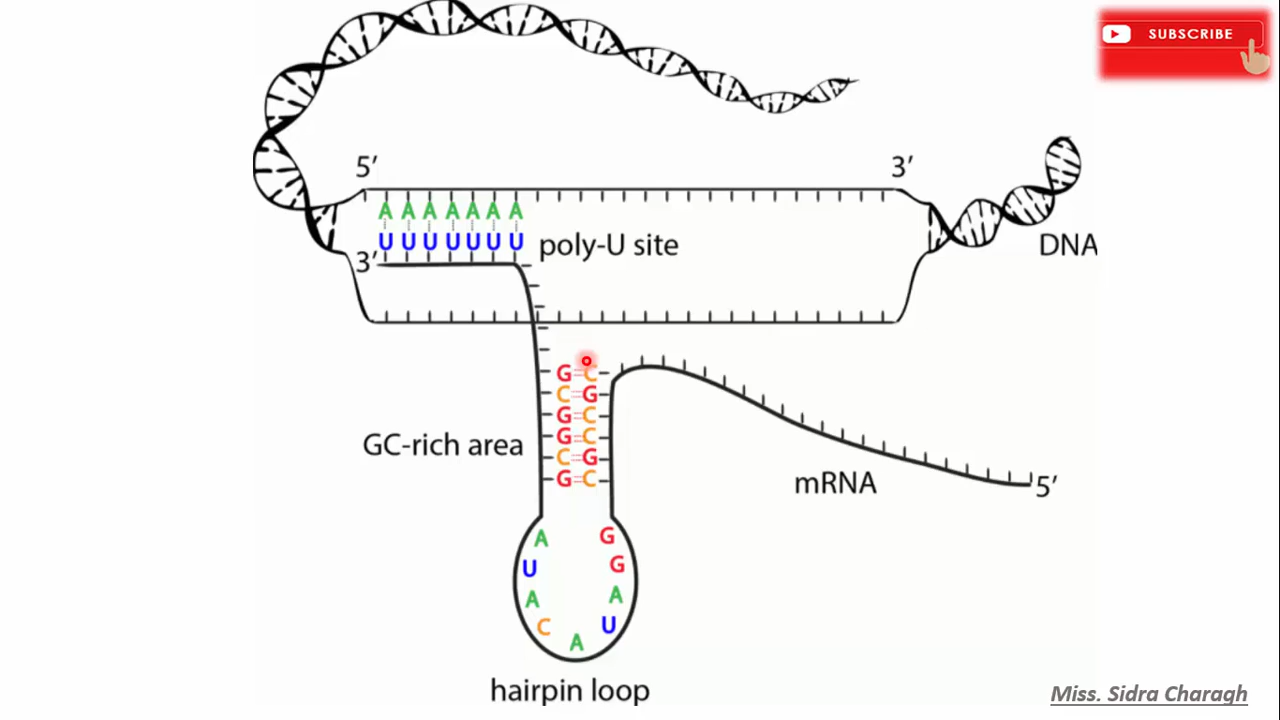 SUBSCRIBE
5’ 3’
A A A A A A A
U U U U U U U poly-U site
DNA
3’
G=C
C=G
G=C
GC-rich area G=C
C=G
G=C
mRNA 5’
A G
U G
A A
C U
A
hairpin loop
Miss. Sidra Charagh